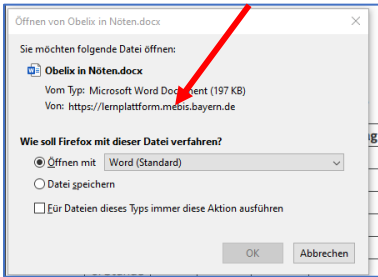 Öffnen von Obelix in Nöten.docx
Sie möchten folgende Datei öffnen:
Obelix in Nöten.docx
Vom Typ: Microsoft Word Document (197 KB)
Von: https://lernplattform.mebis.bayern.de
Wie soll Firefox mit dieser Datei verfahren?
Öffnen mit Word (Standard)
Datei speichern
Für Dateien dieses Typs immer diese Aktion ausführen
OK Abbrechen